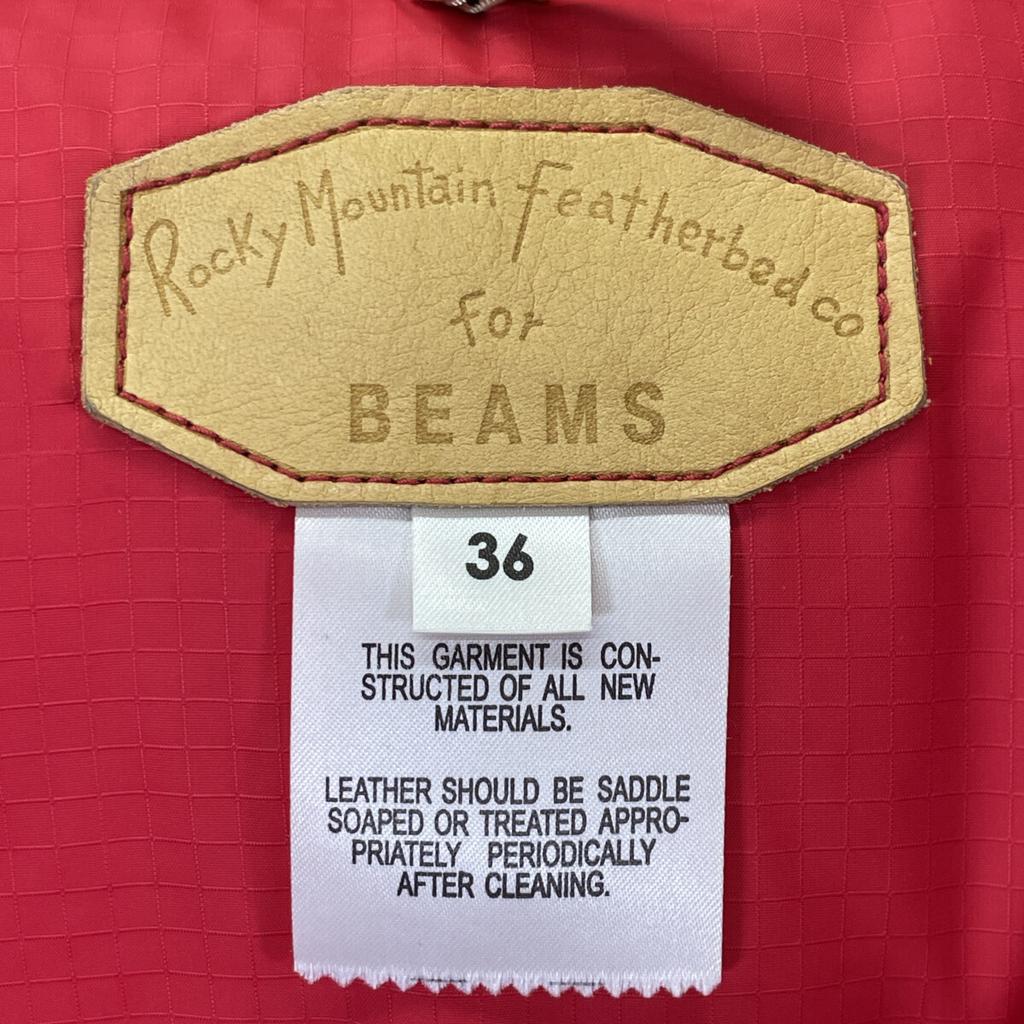 Rocky Mountain Featherbed co
for
BEAMS
36
THIS GARMENT IS CON-
STRUCTED OF ALL NEW
MATERIALS.
LEATHER SHOULD BE SADDLE
SOAPED OR TREATED APPRO-
PRIATELY PERIODICALLY
AFTER CLEANING.